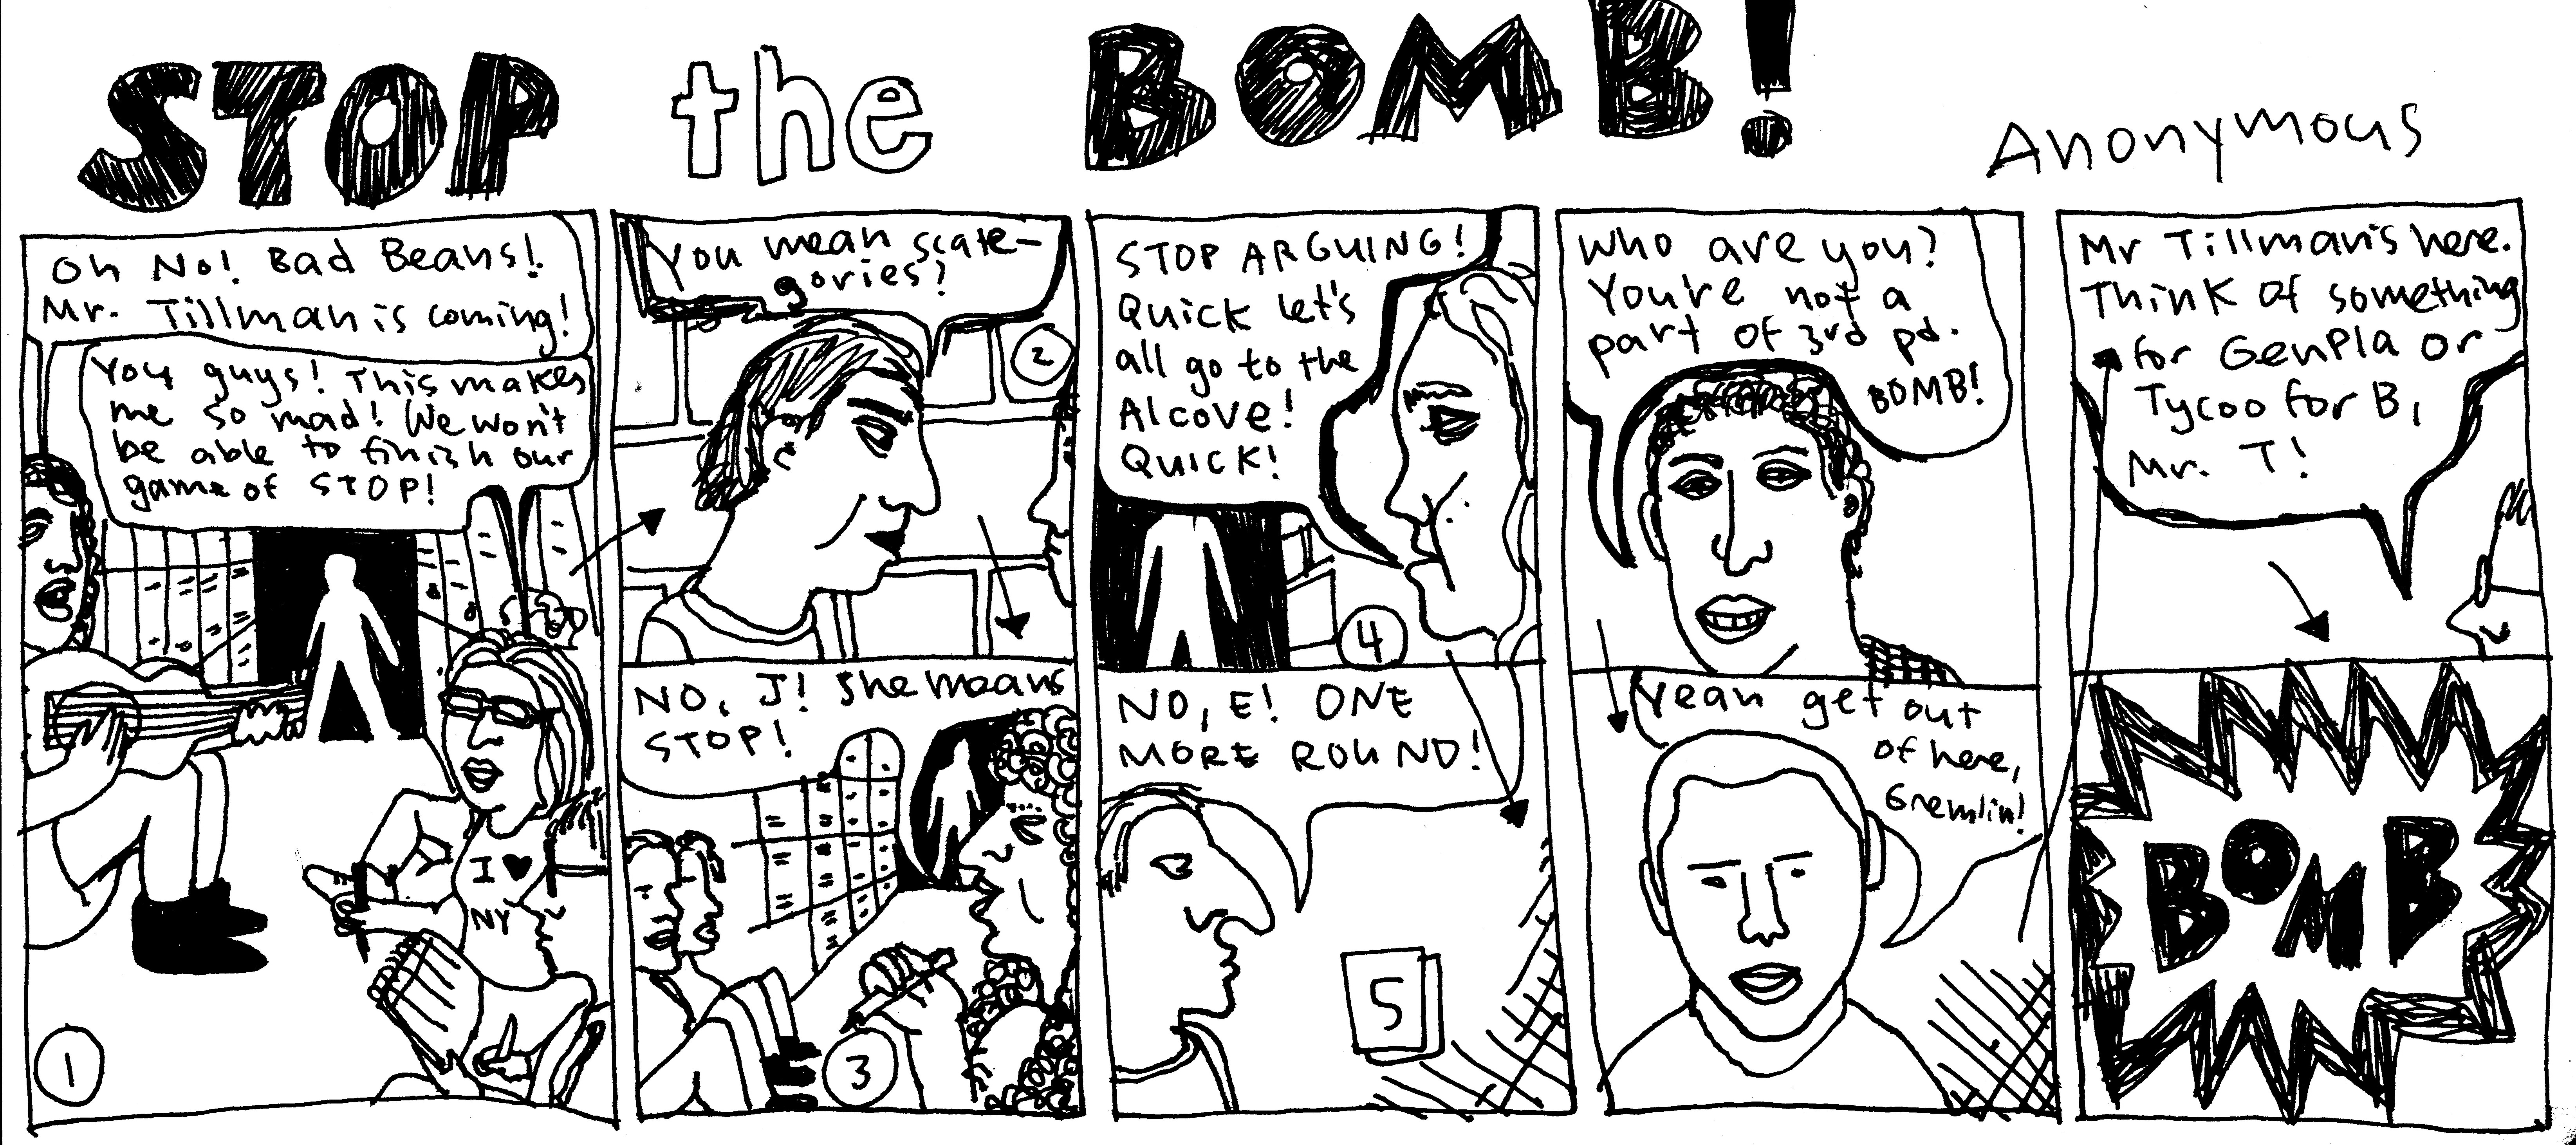 STOP the BOMB!
Anonymous
Oh No! Bad Beans!
Mr. Tillman is coming!
You guys! This makes
me so mad! We won't
be able to finish our
game of STOP!
I ♥
NY
1
You mean scate-
gories?
2
NO, J! She means
STOP!
3
STOP ARGUING!
Quick let's
all go to the
Alcove!
QUICK!
4
NO, E! ONE
MORE ROUND!
5
Who are you?
You're not a
part of 3rd pd.
BOMB!
Yeah get out
of here,
Gremlin!
Mr Tillman's here.
Think of something
for GenPla or
Tycoo for B,
Mr. T!
BOMB